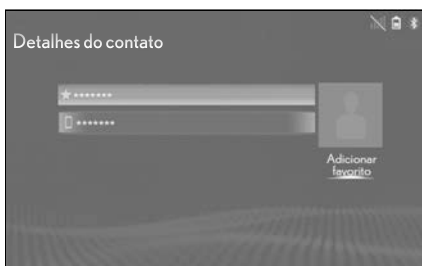 Detalhes do contato
*******
*******
Adicionar
favorito